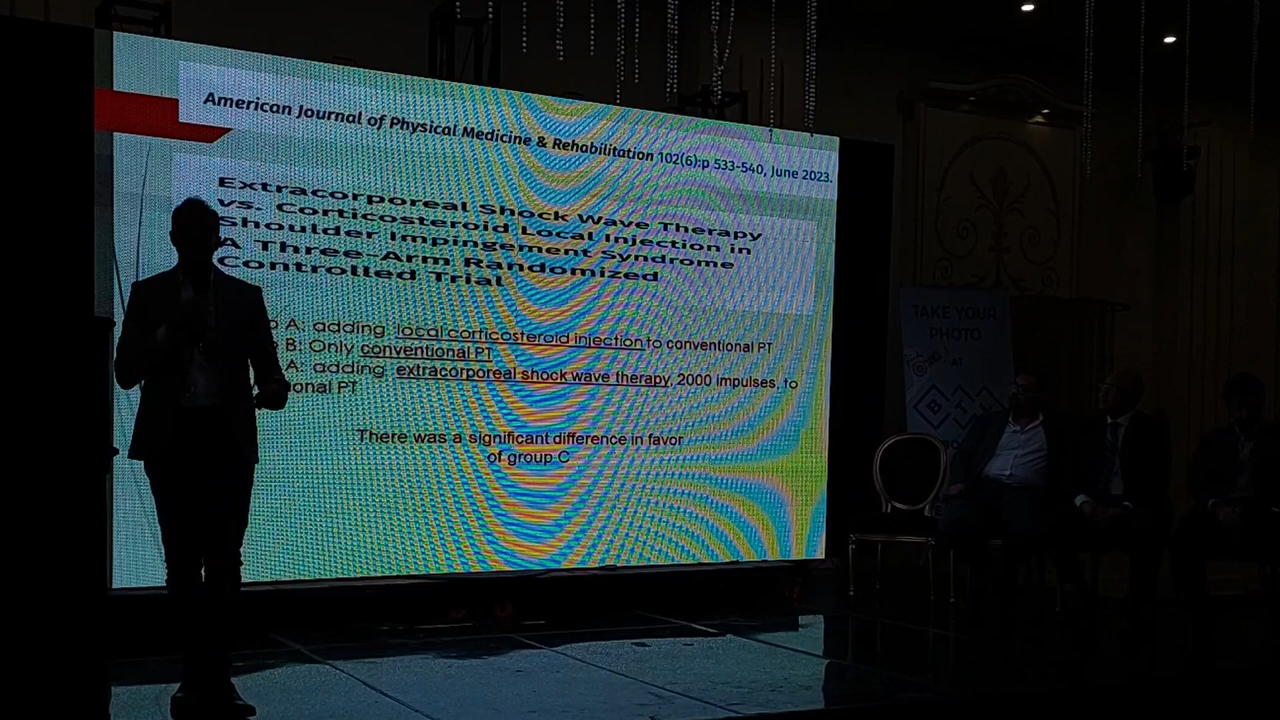 American Journal of Physical Medicine & Rehabilitation 102(6):p 533-540, June 2023.
Extracorporeal Shock Wave Therapy
vs. Corticosteroid Local Injection in
Shoulder Impingement Syndrome
A Three-Arm Randomized
Controlled Trial
A: adding local corticosteroid injection to conventional PT
B: Only conventional PT
A: adding extracorporeal shock wave therapy, 2000 impulses, to
onal PT
There was a significant difference in favor
of group C
TAKE YOUR
PHOTO
AT